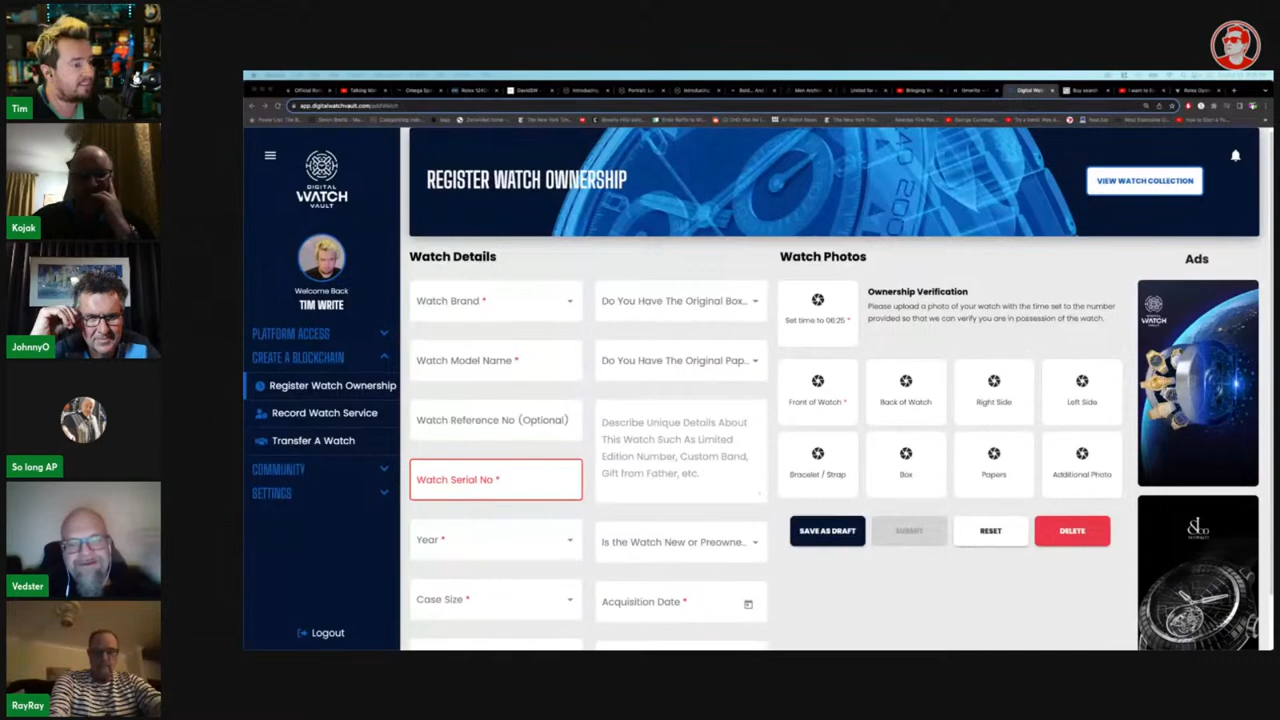 Tim
Kojak
JohnnyO
So long AP
Vedster
RayRay
app.digitalwatchvault.com
DIGITAL
WATCH
VAULT
Welcome Back
TIM WRITE
PLATFORM ACCESS
CREATE A BLOCKCHAIN
Register Watch Ownership
Record Watch Service
Transfer A Watch
COMMUNITY
SETTINGS
Logout
REGISTER WATCH OWNERSHIP
VIEW WATCH COLLECTION
Watch Details
Watch Brand *
Do You Have The Original Box...
Watch Model Name *
Do You Have The Original Pap...
Watch Reference No (Optional)
Describe Unique Details About
This Watch Such As Limited
Edition Number, Custom Band,
Gift from Father, etc.
Watch Serial No *
Year *
Is the Watch New or Preowne...
Case Size *
Acquisition Date *
Watch Photos
Set time to 06:25 *
Ownership Verification
Please upload a photo of your watch with the time set to the number
provided so that we can verify you are in possession of the watch.
Front of Watch *
Back of Watch
Right Side
Left Side
Bracelet / Strap
Box
Papers
Additional Photo
SAVE AS DRAFT
SUBMIT
RESET
DELETE
Ads
WATCH